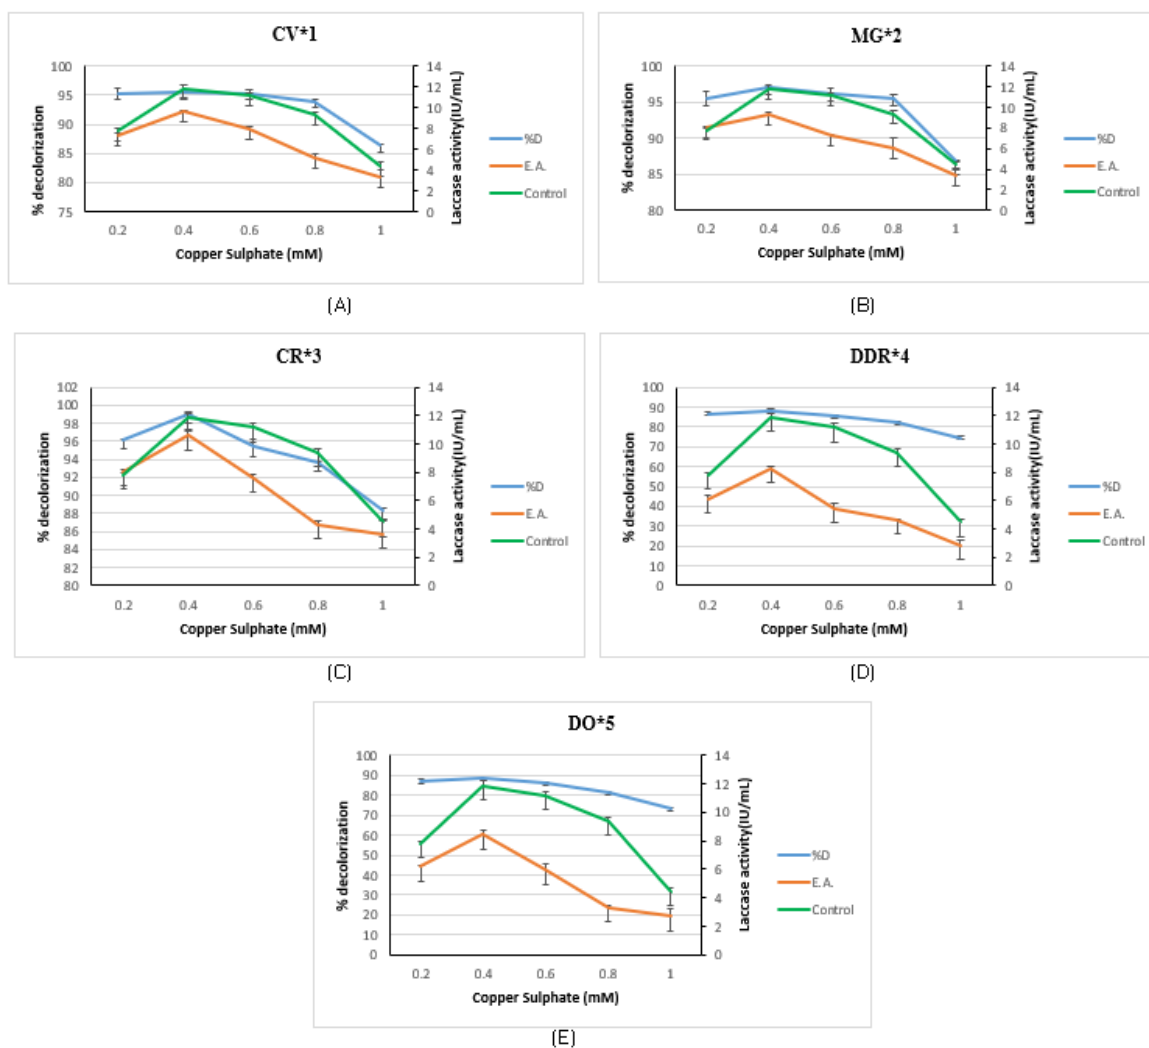 CV*1
% decolorization
100
95
90
85
80
75
14
12
10
8
6
4
2
0
Laccase activity(IU/mL)
0.2 0.4 0.6 0.8 1
Copper Sulphate (mM)
%D
E.A.
Control
(A)
MG*2
% decolorization
100
95
90
85
80
14
12
10
8
6
4
2
0
Laccase activity(IU/mL)
0.2 0.4 0.6 0.8 1
Copper Sulphate (mM)
%D
E.A.
Control
(B)
CR*3
% decolorization
102
100
98
96
94
92
90
88
86
84
82
80
14
12
10
8
6
4
2
0
Laccase activity(IU/mL)
0.2 0.4 0.6 0.8 1
Copper Sulphate (mM)
%D
E.A.
Control
(C)
DDR*4
% decolorization
100
90
80
70
60
50
40
30
20
10
0
14
12
10
8
6
4
2
0
Laccase activity(IU/mL)
0.2 0.4 0.6 0.8 1
Copper Sulphate (mM)
%D
E.A.
Control
(D)
DO*5
% decolorization
100
90
80
70
60
50
40
30
20
10
0
14
12
10
8
6
4
2
0
Laccase activity(IU/mL)
0.2 0.4 0.6 0.8 1
Copper Sulphate (mM)
%D
E.A.
Control
(E)